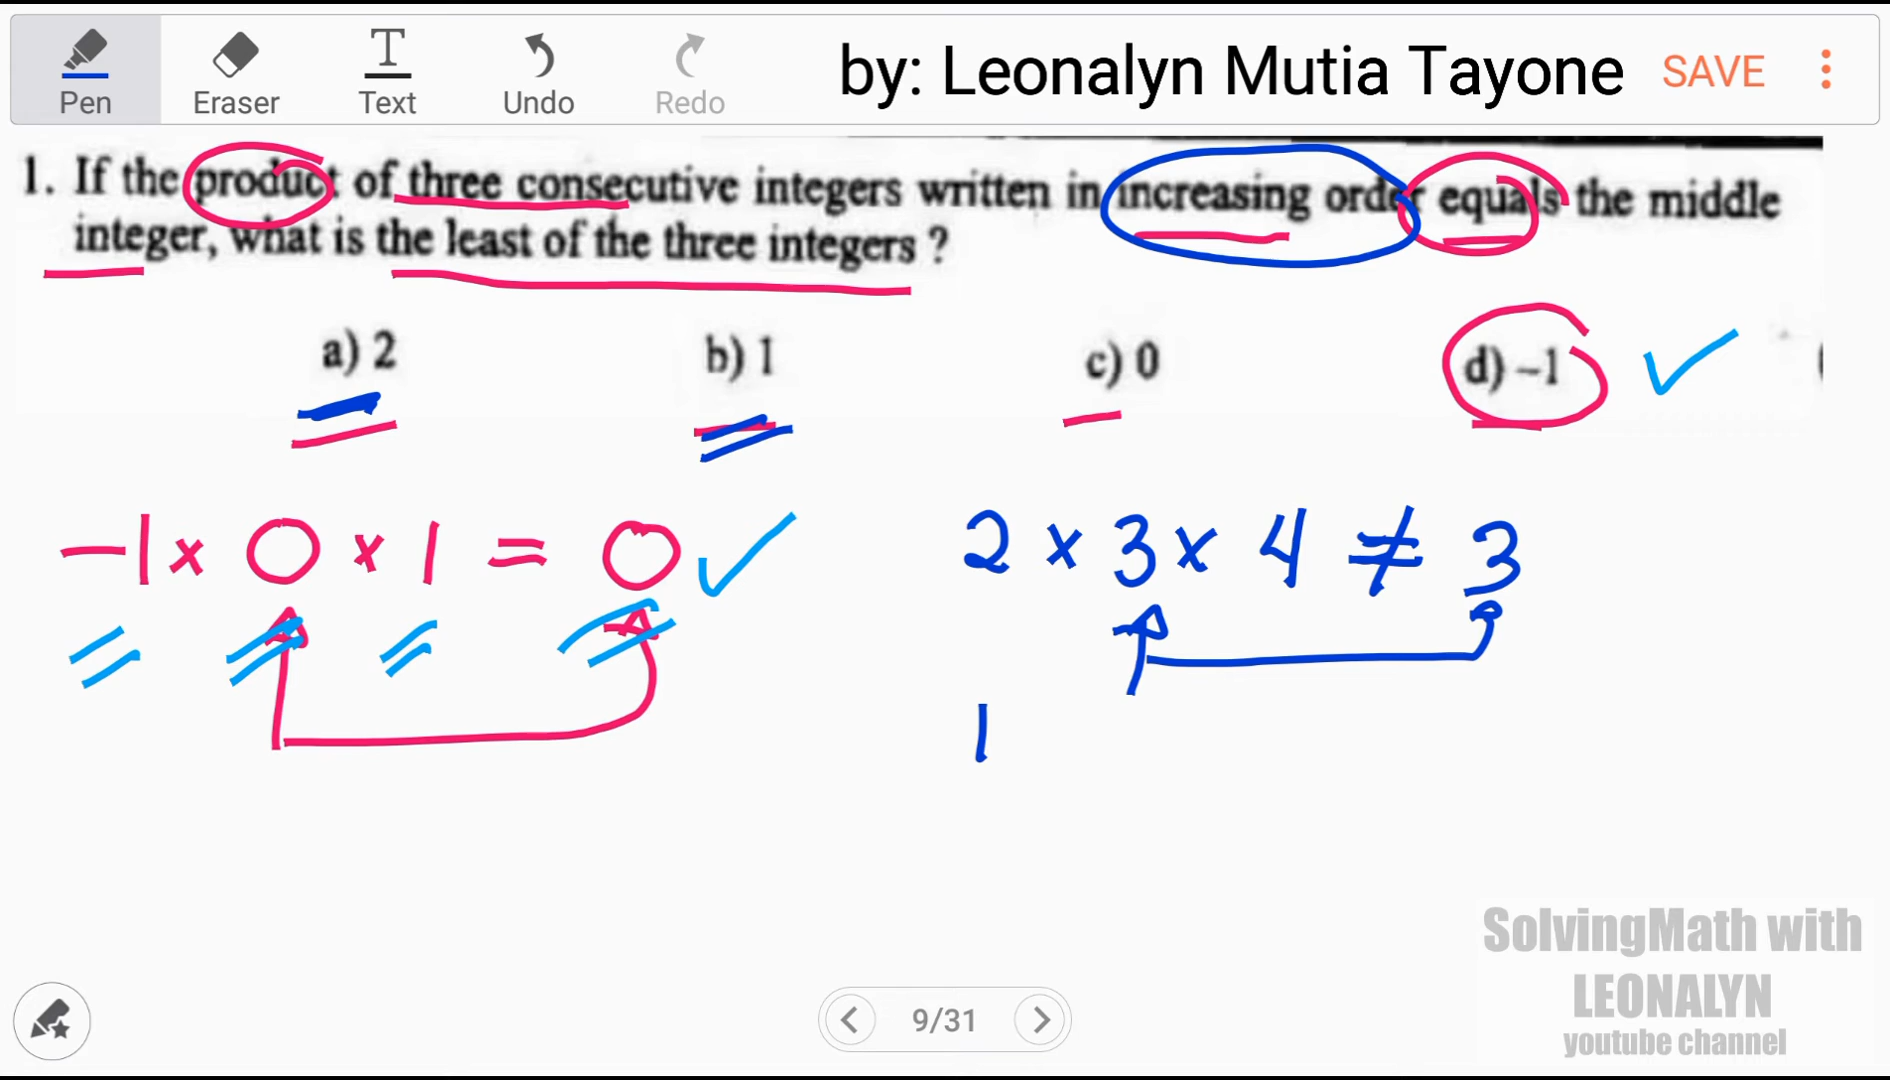 Pen Eraser Text Undo Redo by: Leonalyn Mutia Tayone SAVE
1. If the product of three consecutive integers written in increasing order equals the middle
integer, what is the least of the three integers ?
a) 2 b) 1 c) 0 d) -1
-1 × 0 × 1 = 0
2 × 3 × 4 ≠ 3
1
SolvingMath with
LEONALYN
youtube channel
9/31